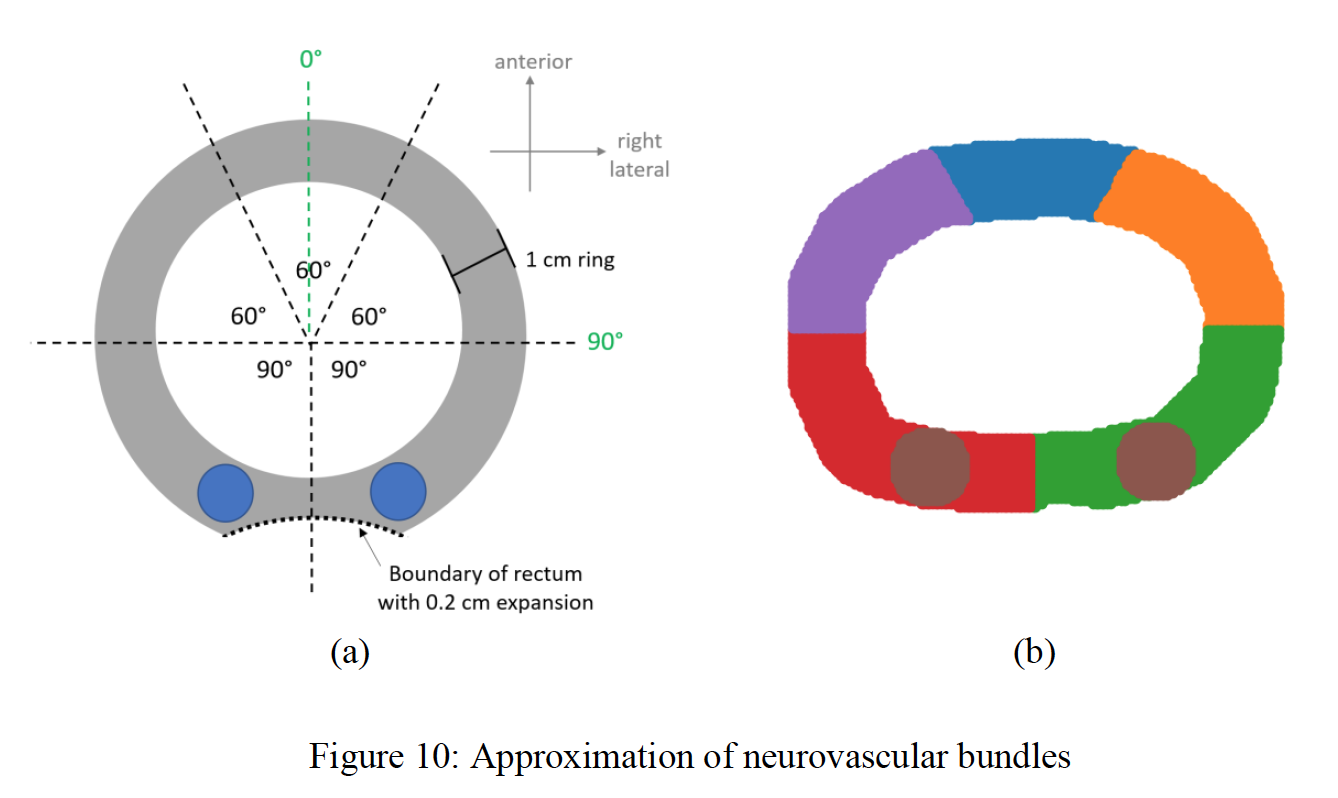 0°
anterior
right
lateral
60°
1 cm ring
60°
60°
90°
90°
90°
Boundary of rectum
with 0.2 cm expansion
(a)
(b)
Figure 10: Approximation of neurovascular bundles